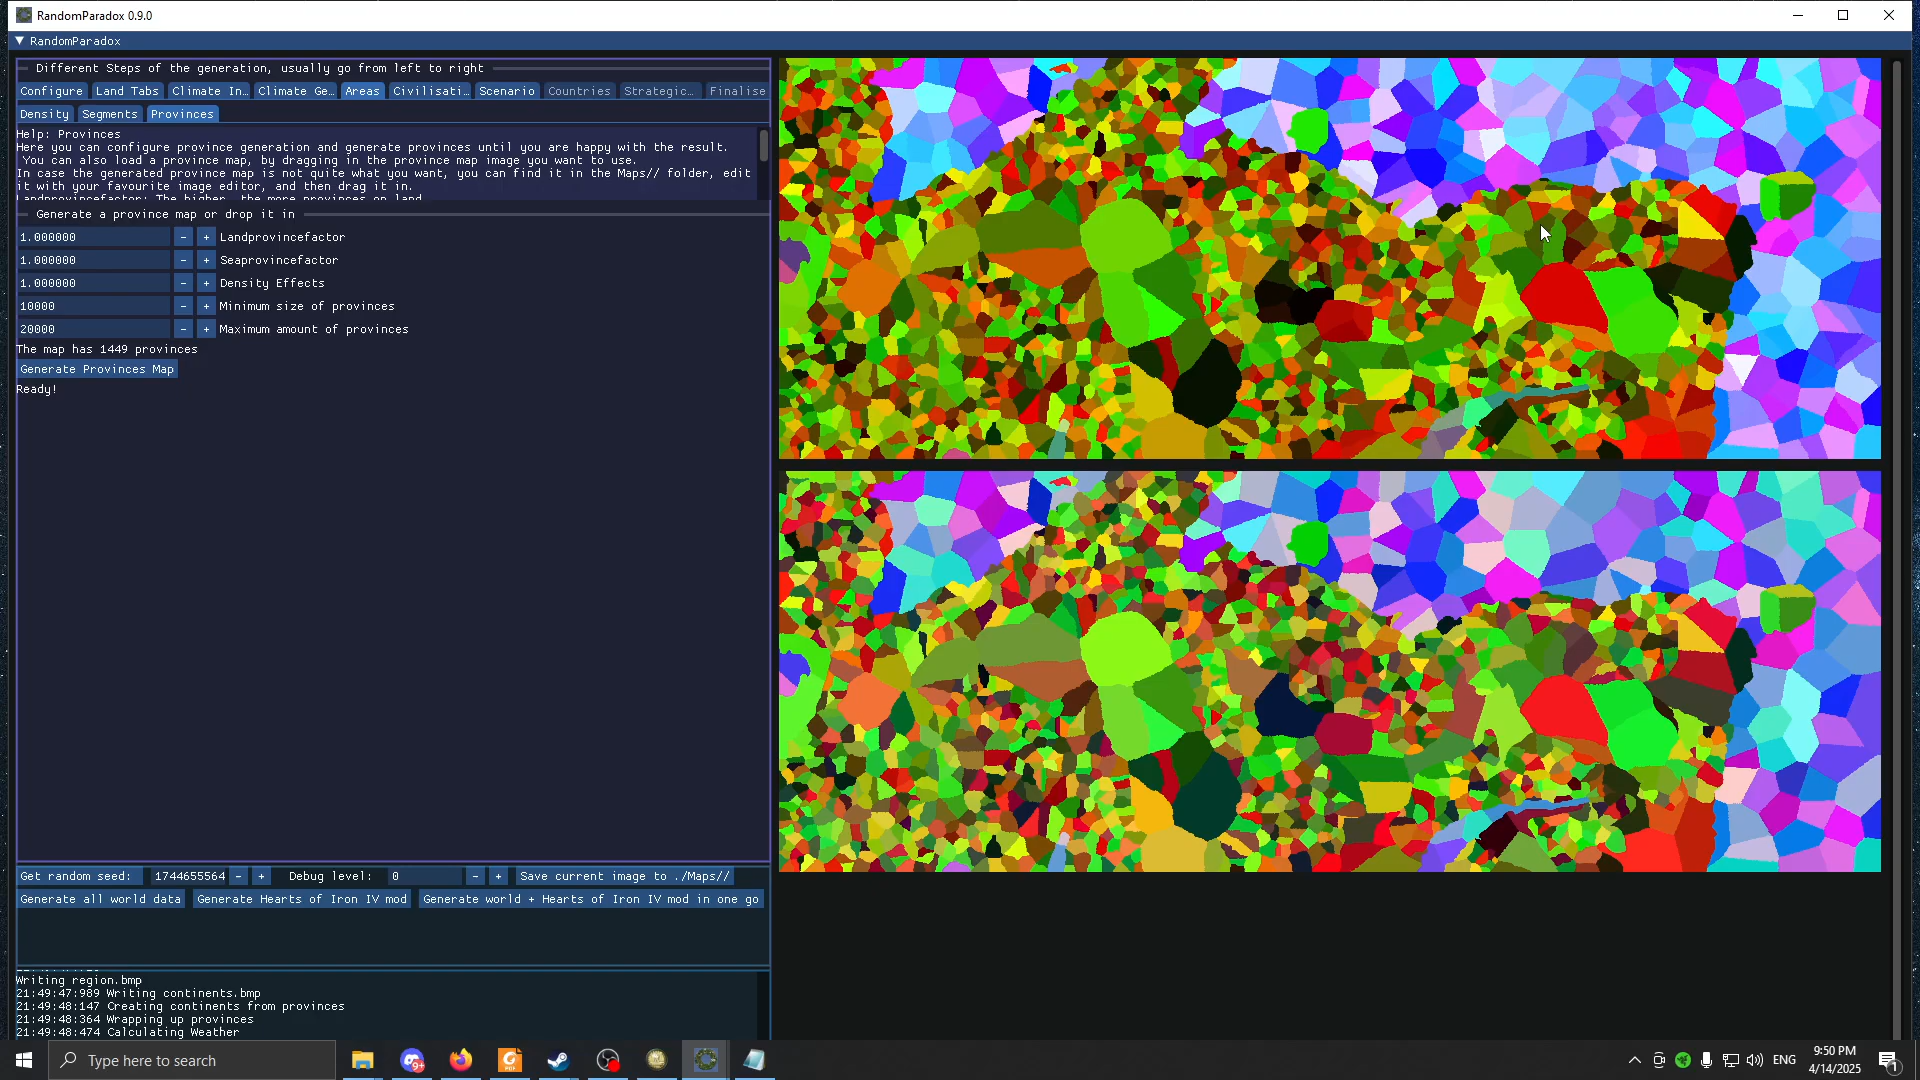 RandomParadox 0.9.0
RandomParadox
Different Steps of the generation, usually go from left to right
Configure Land Tabs Climate In… Climate Ge… Areas Civilisati… Scenario Countries Strategic… Finalise
Density Segments Provinces
Help: Provinces
Here you can configure province generation and generate provinces until you are happy with the result.
You can also load a province map, by dragging in the province map image you want to use.
In case the generated province map is not quite what you want, you can find it in the Maps// folder, edit
it with your favourite image editor, and then drag it in.
Landprovincefactor: The higher, the more provinces on land
Generate a province map or drop it in
1.000000 - + Landprovincefactor
1.000000 - + Seaprovincefactor
1.000000 - + Density Effects
10000 - + Minimum size of provinces
20000 - + Maximum amount of provinces
The map has 1449 provinces
Generate Provinces Map
Ready!
Get random seed: 1744655564 - + Debug level: 0 - + Save current image to ./Maps//
Generate all world data Generate Hearts of Iron IV mod Generate world + Hearts of Iron IV mod in one go
Writing region.bmp
21:49:47:989 Writing continents.bmp
21:49:48:147 Creating continents from provinces
21:49:48:364 Wrapping up provinces
21:49:48:474 Calculating Weather
Type here to search
9+
ENG
9:50 PM
4/14/2025
1